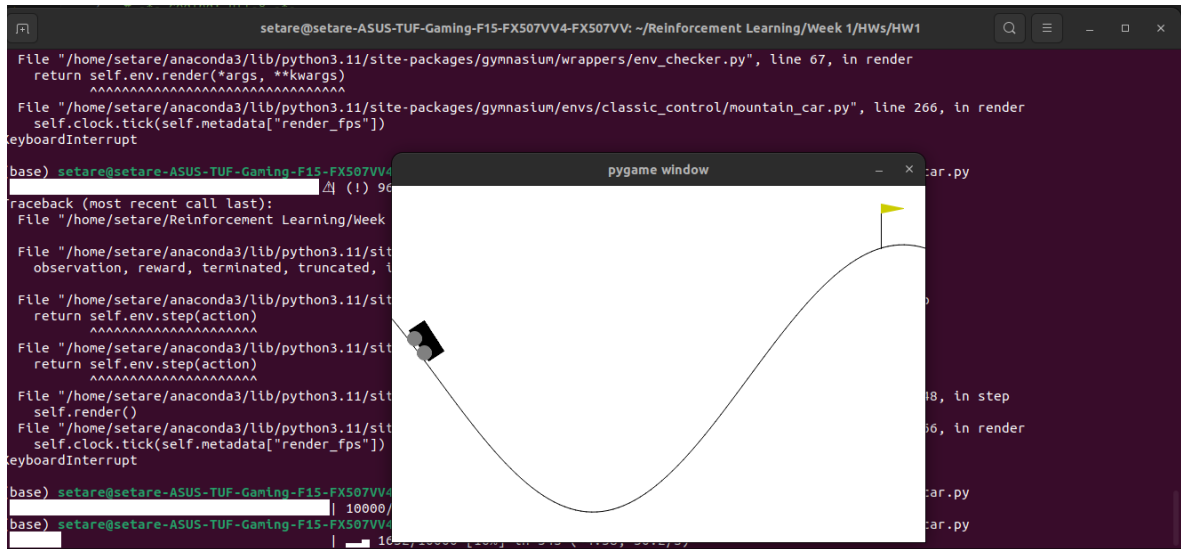 setare@setare-ASUS-TUF-Gaming-F15-FX507VV4-FX507VV: ~/Reinforcement Learning/Week 1/HWs/HW1
File "/home/setare/anaconda3/lib/python3.11/site-packages/gymnasium/wrappers/env_checker.py", line 67, in render
return self.env.render(*args, **kwargs)
^^^^^^^^^^^^^^^^^^^^^^^^^^^^^^^^
File "/home/setare/anaconda3/lib/python3.11/site-packages/gymnasium/envs/classic_control/mountain_car.py", line 266, in render
self.clock.tick(self.metadata["render_fps"])
KeyboardInterrupt
pygame window
(base) setare@setare-ASUS-TUF-Gaming-F15-FX507VV4 car.py
(!) 96
Traceback (most recent call last):
File "/home/setare/Reinforcement Learning/Week
File "/home/setare/anaconda3/lib/python3.11/sit
observation, reward, terminated, truncated, i
File "/home/setare/anaconda3/lib/python3.11/sit
return self.env.step(action)
^^^^^^^^^^^^^^^^^^^^^
File "/home/setare/anaconda3/lib/python3.11/sit
return self.env.step(action)
^^^^^^^^^^^^^^^^^^^^^
File "/home/setare/anaconda3/lib/python3.11/sit 48, in step
self.render()
File "/home/setare/anaconda3/lib/python3.11/sit 66, in render
self.clock.tick(self.metadata["render_fps"])
KeyboardInterrupt
(base) setare@setare-ASUS-TUF-Gaming-F15-FX507VV4 car.py
| 10000/
(base) setare@setare-ASUS-TUF-Gaming-F15-FX507VV4 car.py